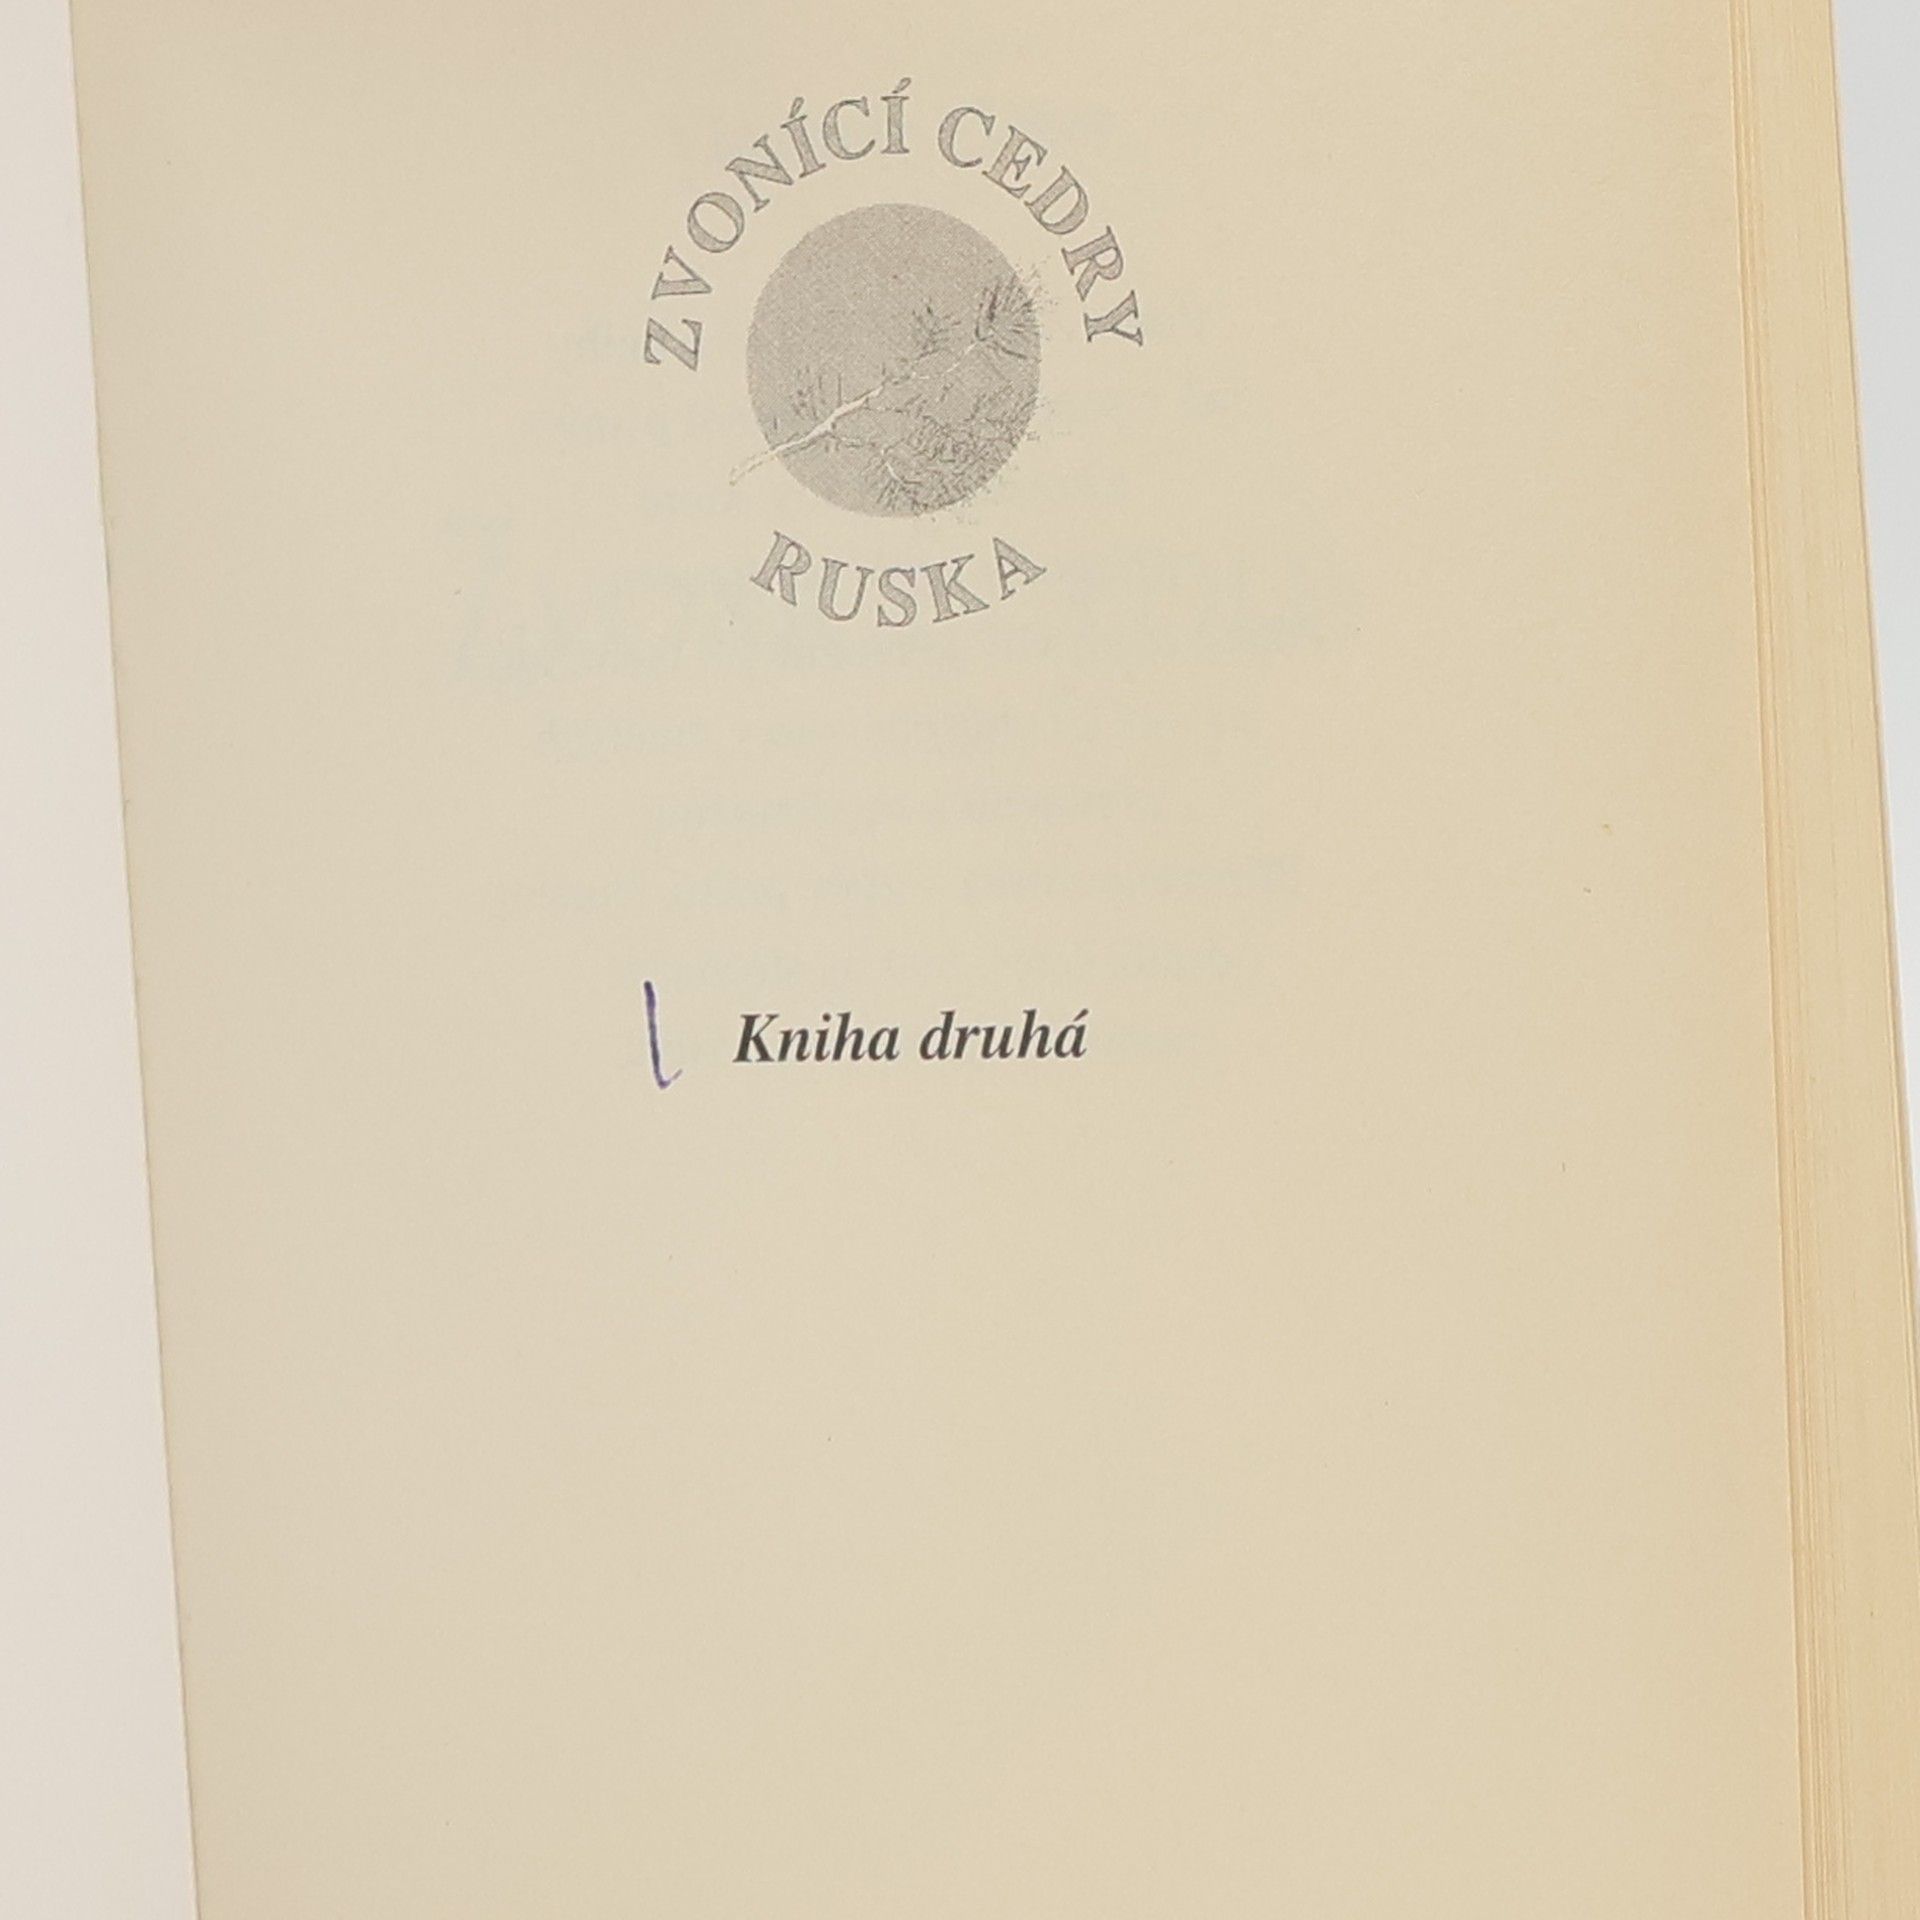 ZVONÍCÍ CEDRY
RUSKA
Kniha druhá